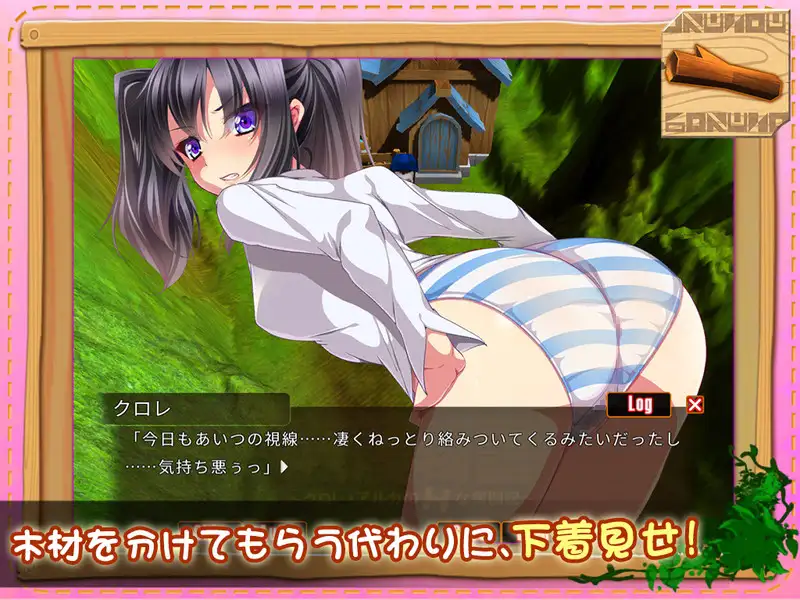 クロレ
Log
「今日もあいつの視線……凄くねっとり絡みついてくるみたいだったし
……気持ち悪ぅっ」
木材を分けてもらう代わりに、下着見せ!